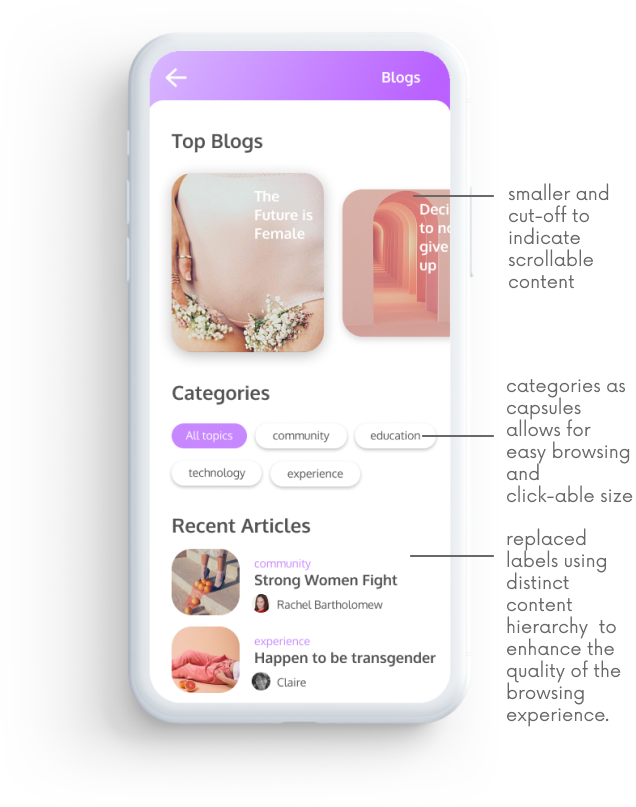 Blogs
Top Blogs
The
Future is
Female
Deci
to no
give
up
smaller and
cut-off to
indicate
scrollable
content
Categories
All topics
community
education
technology
experience
categories as
capsules
allows for
easy browsing
and
click-able size
Recent Articles
community
Strong Women Fight
Rachel Bartholomew
experience
Happen to be transgender
Claire
replaced
labels using
distinct
content
hierarchy to
enhance the
quality of the
browsing
experience.